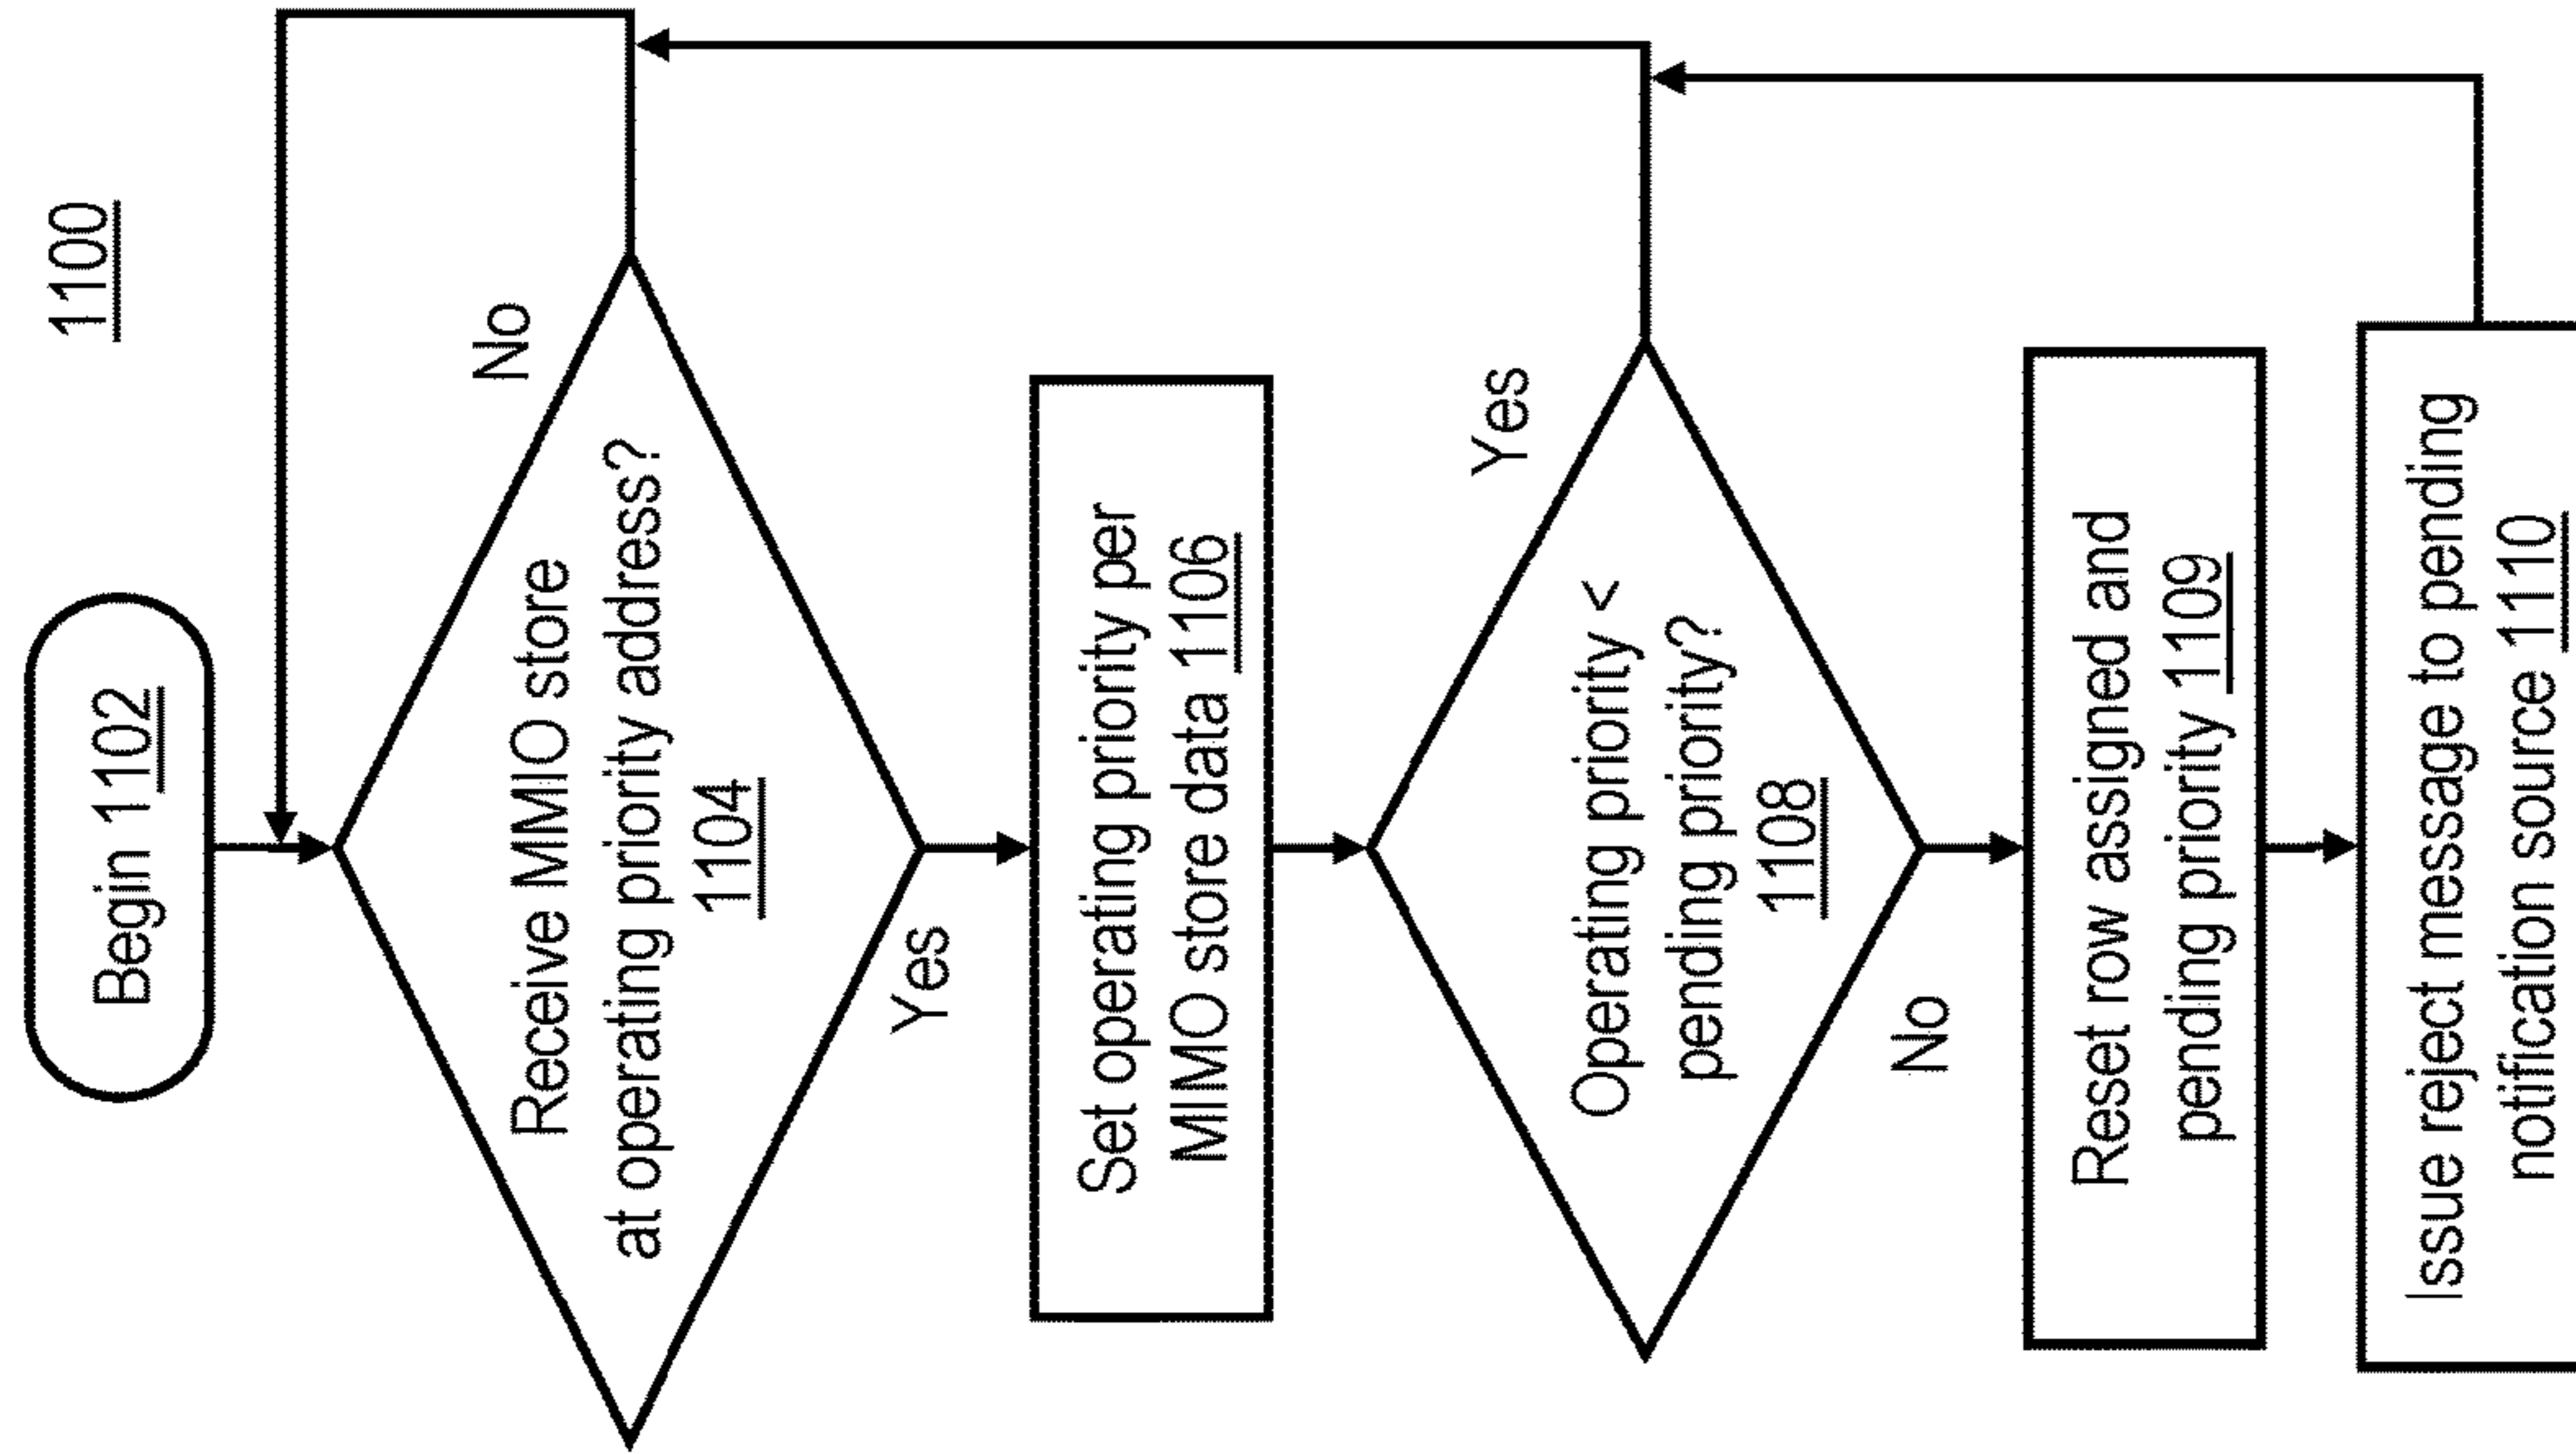 1100
Begin 1102
Receive MMIO store
at operating priority address?
1104
No
Yes
Set operating priority per
MIMO store data 1106
Operating priority <
pending priority?
1108
Yes
No
Reset row assigned and
pending priority 1109
Issue reject message to pending
notification source 1110